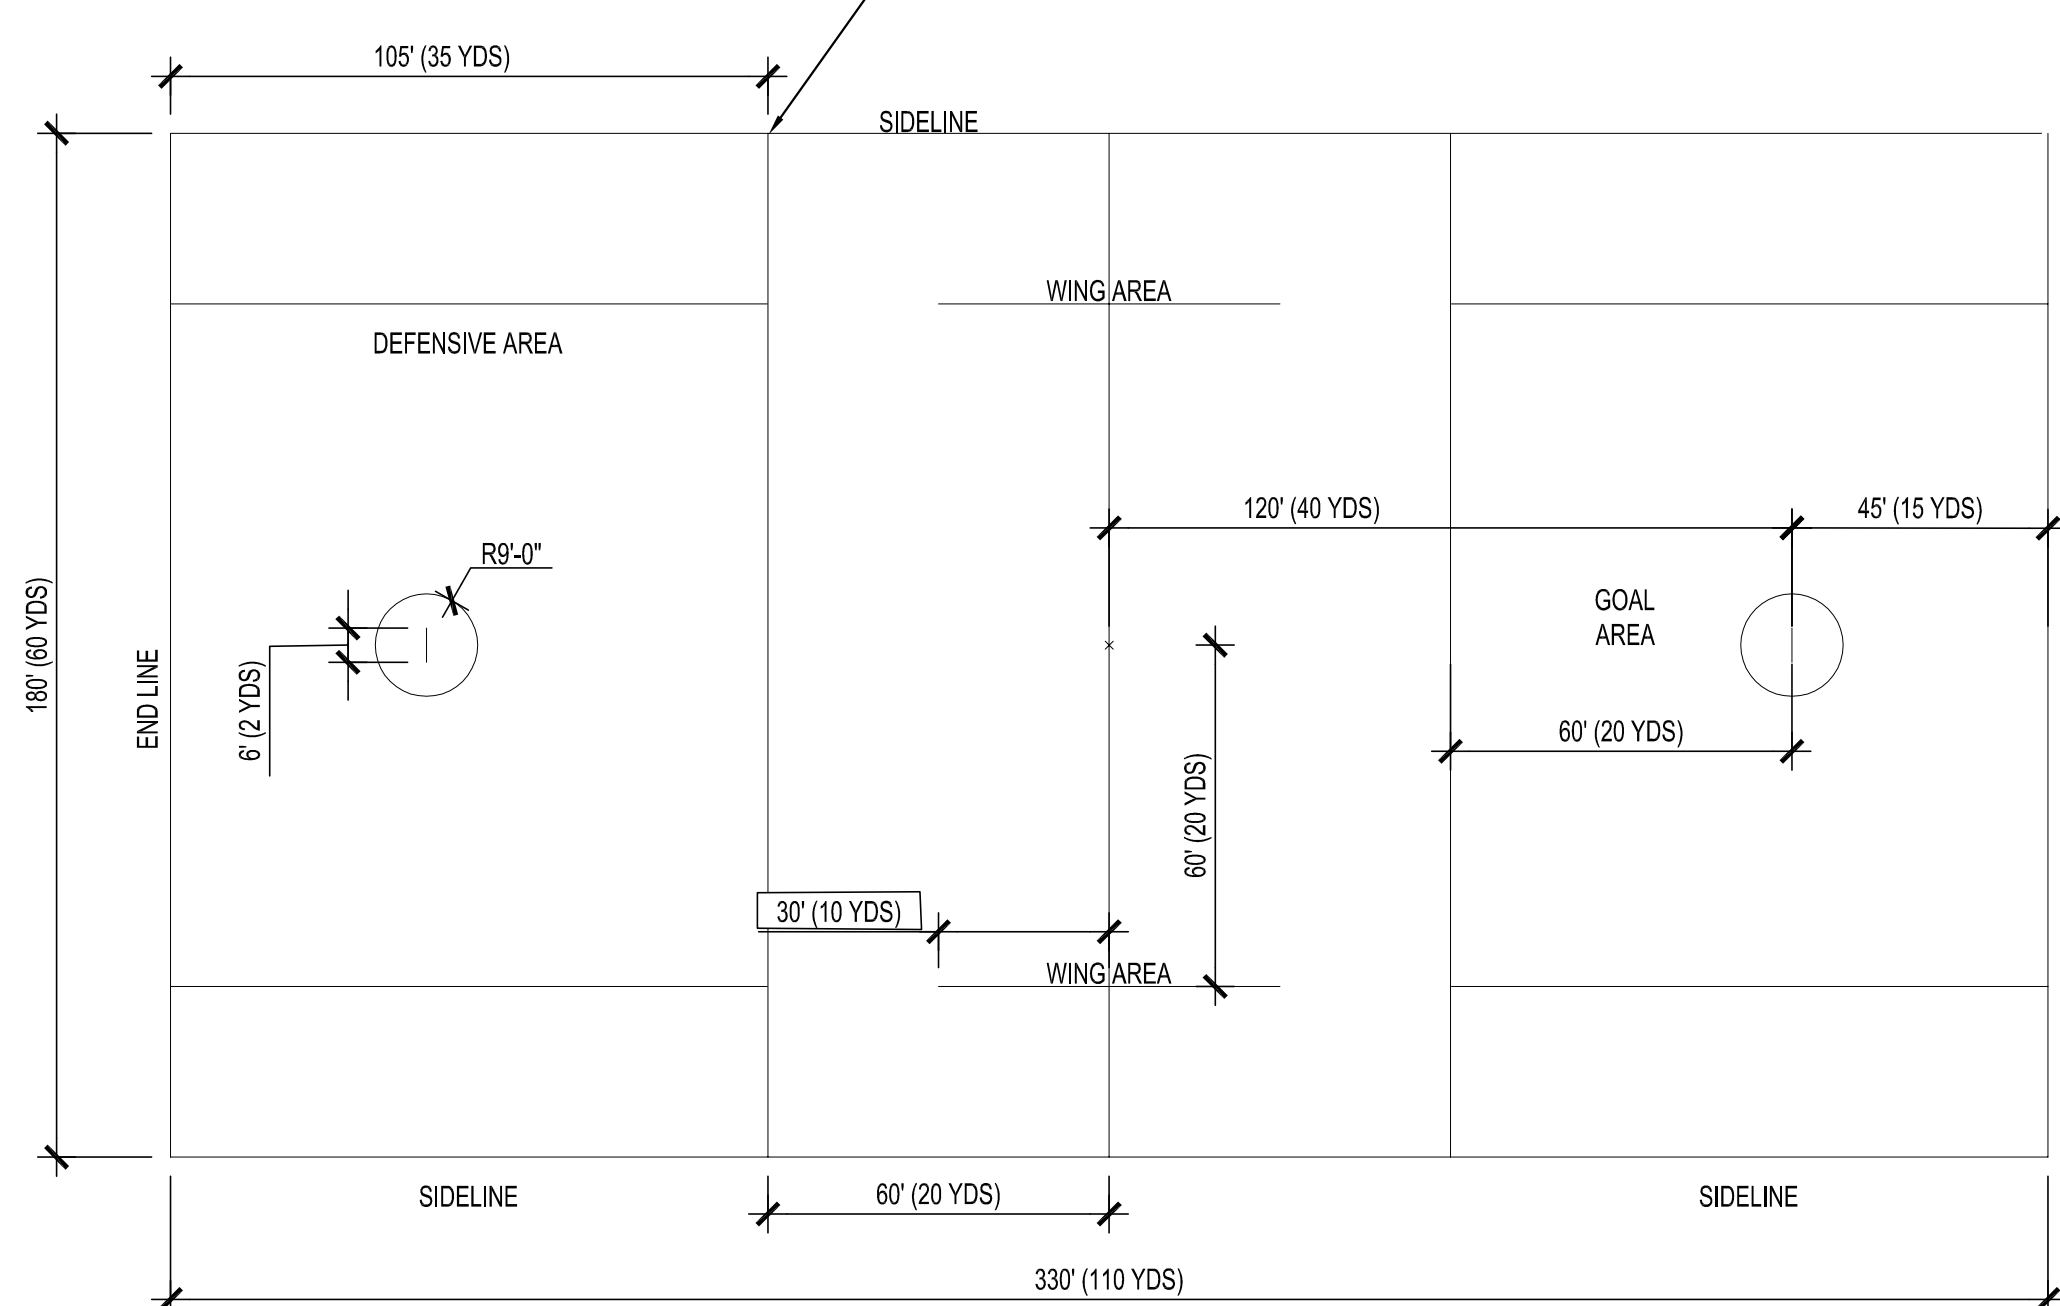 105' (35 YDS)
SIDELINE
WING AREA
DEFENSIVE AREA
120' (40 YDS)
45' (15 YDS)
R9'-0"
GOAL
AREA
180' (60 YDS)
END LINE
6' (2 YDS)
60' (20 YDS)
60' (20 YDS)
30' (10 YDS)
WING AREA
SIDELINE
60' (20 YDS)
SIDELINE
330' (110 YDS)